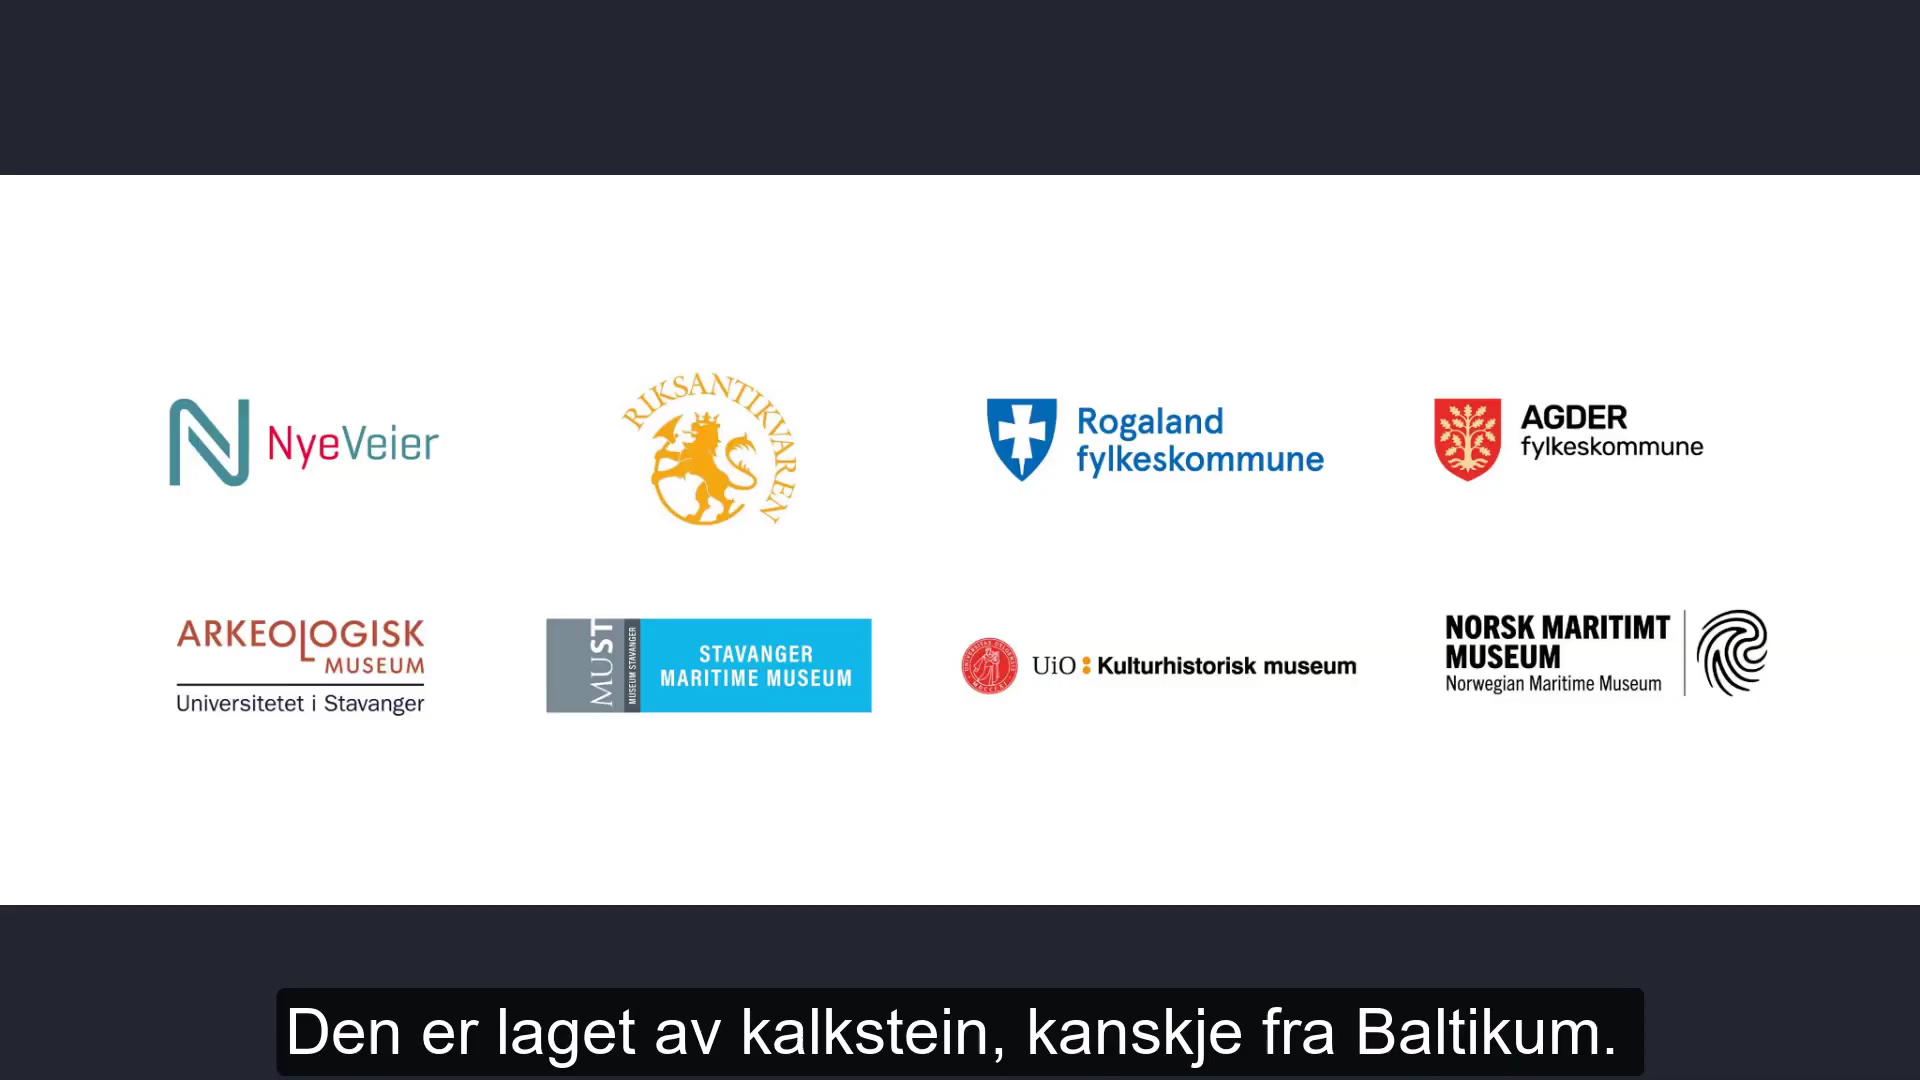 NyeVeier
RIKSANTIKVAREN
Rogaland
fylkeskommune
AGDER
fylkeskommune
ARKEOLOGISK
MUSEUM
Universitetet i Stavanger
MUST
MUSEUM STAVANGER
STAVANGER
MARITIME MUSEUM
UiO:Kulturhistorisk museum
NORSK MARITIMT
MUSEUM
Norwegian Maritime Museum
Den er laget av kalkstein, kanskje fra Baltikum.